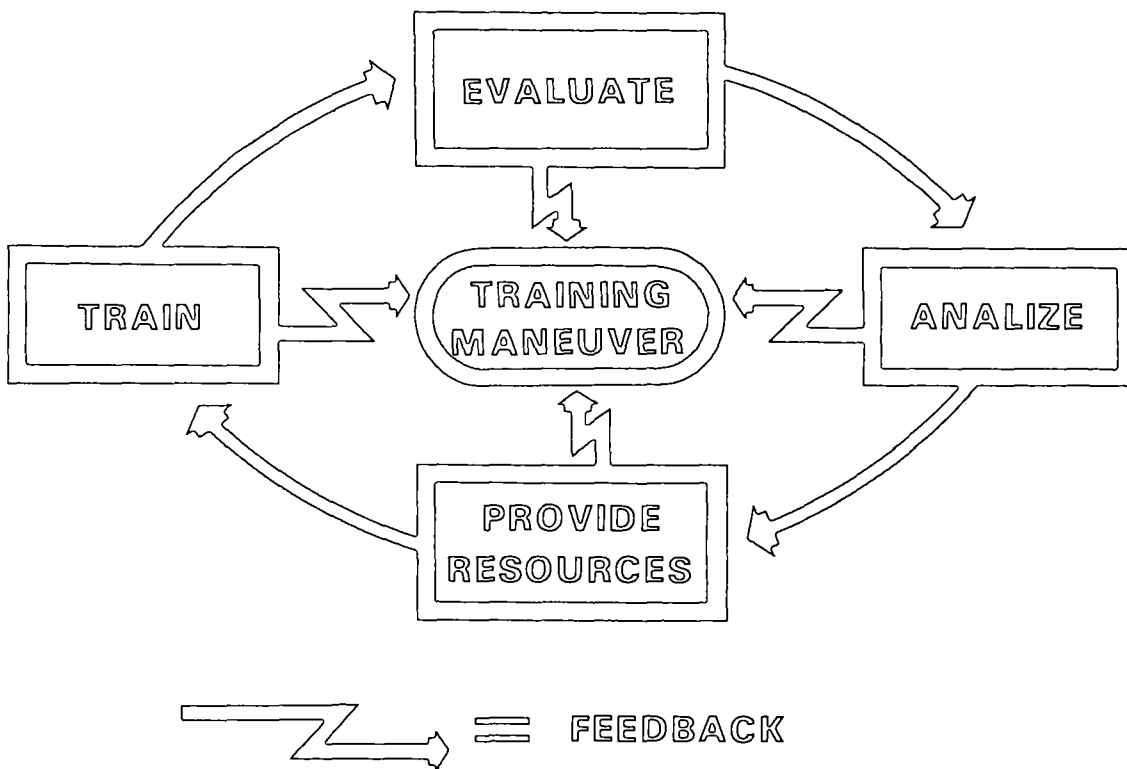 EVALUATE
TRAIN
TRAINING
MANEUVER
ANALIZE
PROVIDE
RESOURCES
= FEEDBACK